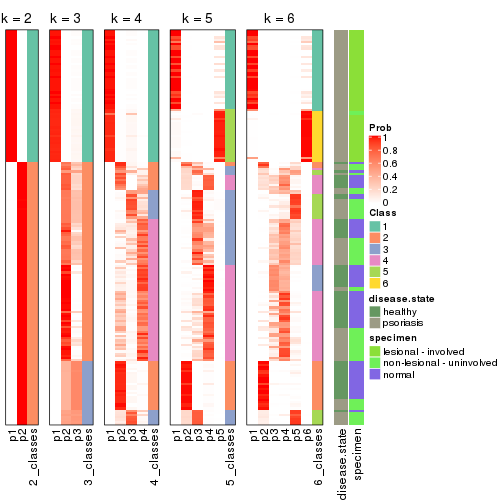 k = 2 k = 3 k = 4 k = 5 k = 6
Prob
1
0.8
0.6
0.4
0.2
0
Class
1
2
3
4
5
6
disease.state
healthy
psoriasis
specimen
lesional - involved
non-lesional - uninvolved
normal
p1
p2
2_classes
p1
p2
p3
3_classes
p1
p2
p3
p4
4_classes
p1
p2
p3
p4
p5
5_classes
p1
p2
p3
p4
p5
p6
6_classes
disease.state
specimen